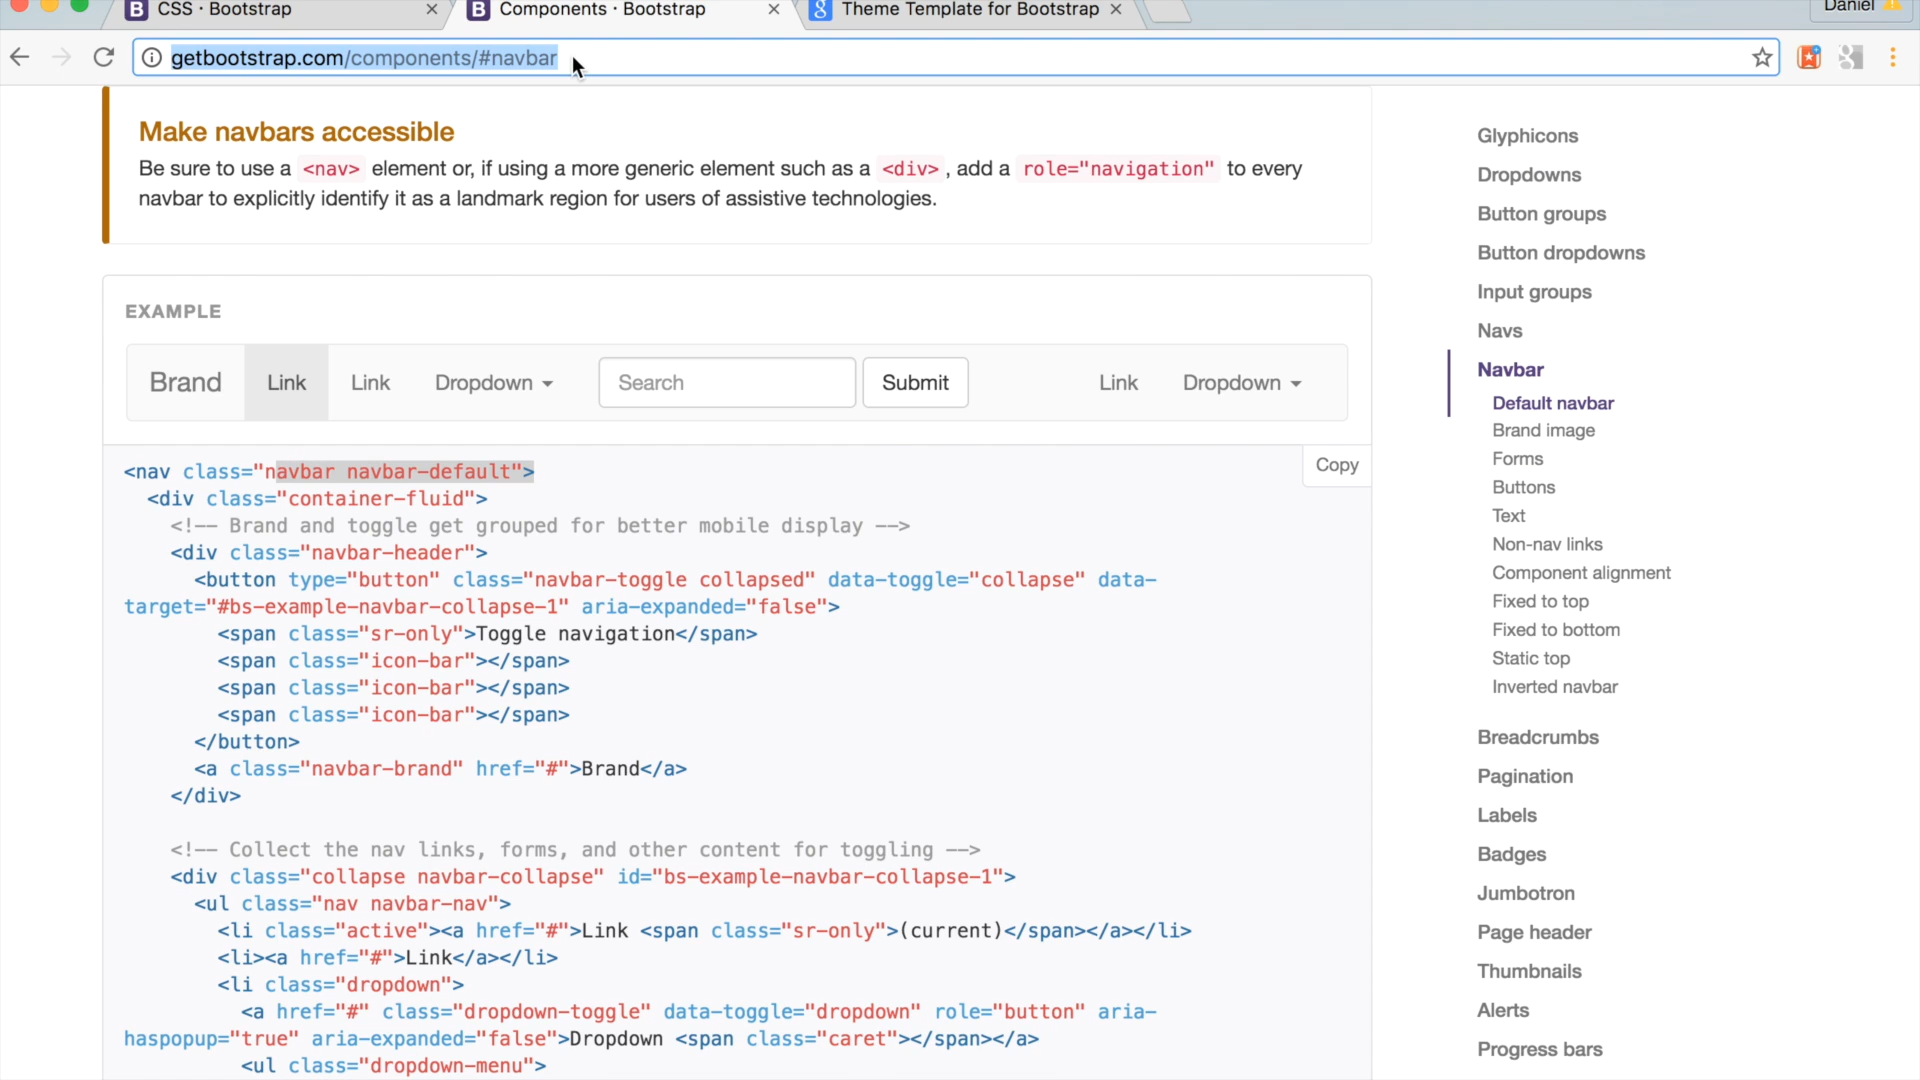 CSS · Bootstrap
Components · Bootstrap
Theme Template for Bootstrap
Daniel
getbootstrap.com/components/#navbar
Make navbars accessible
Be sure to use a <nav> element or, if using a more generic element such as a <div> , add a role="navigation" to every
navbar to explicitly identify it as a landmark region for users of assistive technologies.
EXAMPLE
Brand Link Link Dropdown Search Submit Link Dropdown
Copy
<nav class="navbar navbar-default">
<div class="container-fluid">
<!-- Brand and toggle get grouped for better mobile display -->
<div class="navbar-header">
<button type="button" class="navbar-toggle collapsed" data-toggle="collapse" data-
target="#bs-example-navbar-collapse-1" aria-expanded="false">
<span class="sr-only">Toggle navigation</span>
<span class="icon-bar"></span>
<span class="icon-bar"></span>
<span class="icon-bar"></span>
</button>
<a class="navbar-brand" href="#">Brand</a>
</div>
<!-- Collect the nav links, forms, and other content for toggling -->
<div class="collapse navbar-collapse" id="bs-example-navbar-collapse-1">
<ul class="nav navbar-nav">
<li class="active"><a href="#">Link <span class="sr-only">(current)</span></a></li>
<li><a href="#">Link</a></li>
<li class="dropdown">
<a href="#" class="dropdown-toggle" data-toggle="dropdown" role="button" aria-
haspopup="true" aria-expanded="false">Dropdown <span class="caret"></span></a>
<ul class="dropdown-menu">
Glyphicons
Dropdowns
Button groups
Button dropdowns
Input groups
Navs
Navbar
Default navbar
Brand image
Forms
Buttons
Text
Non-nav links
Component alignment
Fixed to top
Fixed to bottom
Static top
Inverted navbar
Breadcrumbs
Pagination
Labels
Badges
Jumbotron
Page header
Thumbnails
Alerts
Progress bars